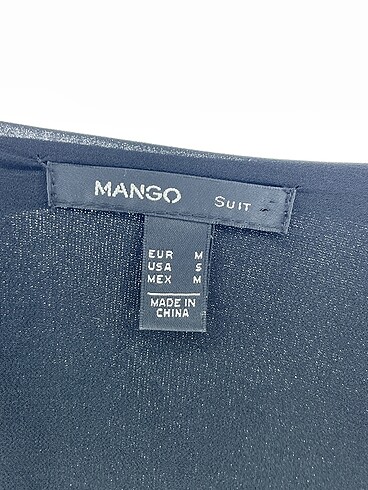 MANGO SUIT
EUR M
USA S
MEX M
MADE IN
CHINA